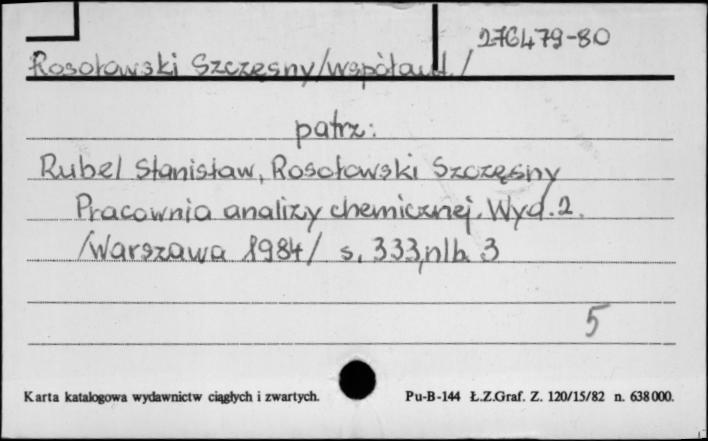 276479-80
Rosołowski Szczęsny/współaut./
patrz:
Rubel Stanisław, Rosołowski Szczęsny
Pracownia analizy chemicznej. Wyd. 2.
/Warszawa 1984/ s. 333, nlb. 3
5
Karta katalogowa wydawnictw ciągłych i zwartych.
Pu-B-144 Ł.Z.Graf. Z. 120/15/82 n. 638 000.